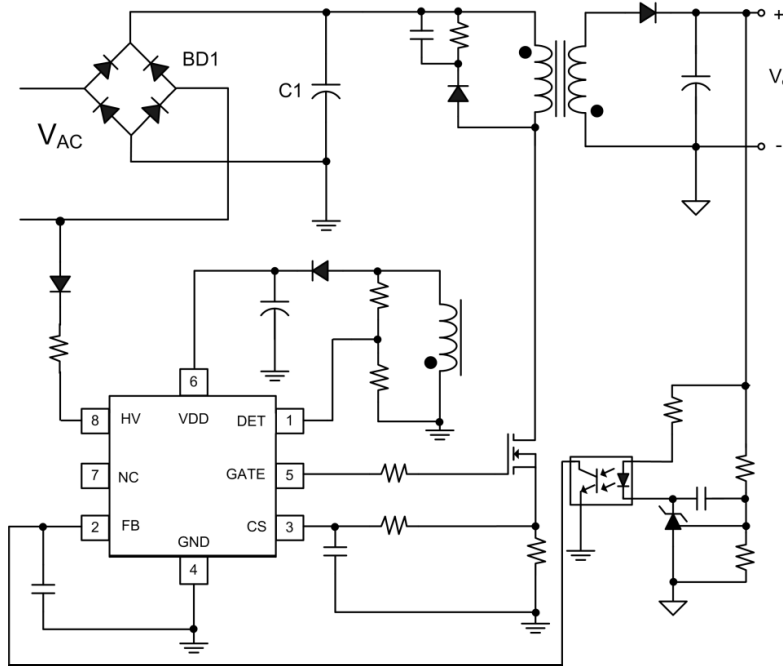 +
BD1
C1
V
VAC
-
6
8 HV VDD DET 1
7 NC GATE 5
2 FB CS 3
GND
4